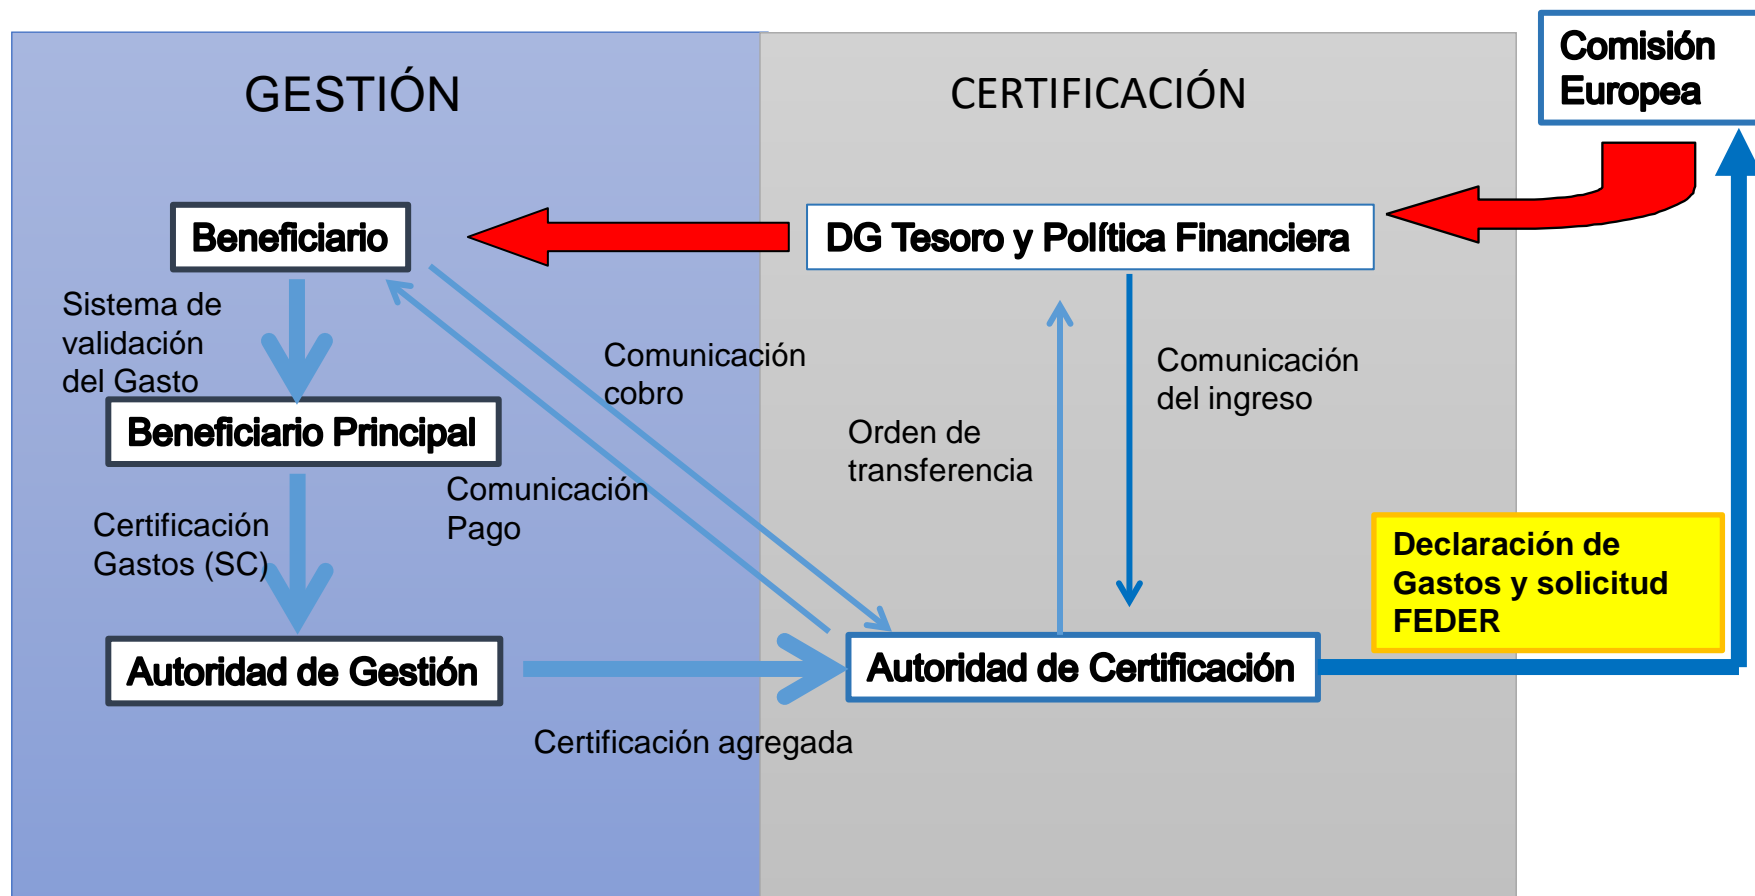 GESTIÓN
CERTIFICACIÓN
Comisión
Europea
Beneficiario
DG Tesoro y Política Financiera
Sistema de
validación
del Gasto
Comunicación
cobro
Comunicación
del ingreso
Beneficiario Principal
Orden de
transferencia
Comunicación
Pago
Certificación
Gastos (SC)
Declaración de
Gastos y solicitud
FEDER
Autoridad de Gestión
Autoridad de Certificación
Certificación agregada